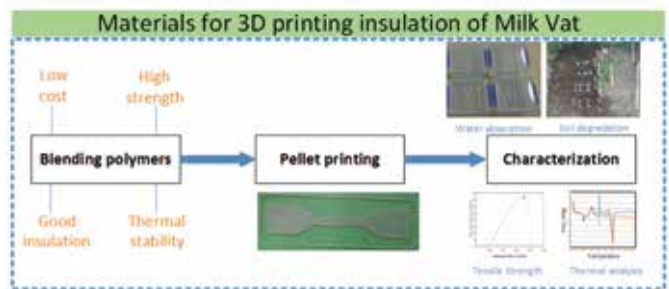 Materials for 3D printing insulation of Milk Vat
Low
cost
High
strength
Water absorption
Soil degradation
Blending polymers
Pellet printing
Characterization
Good
insulation
Thermal
stability
Tensile Strength
Thermal analysis